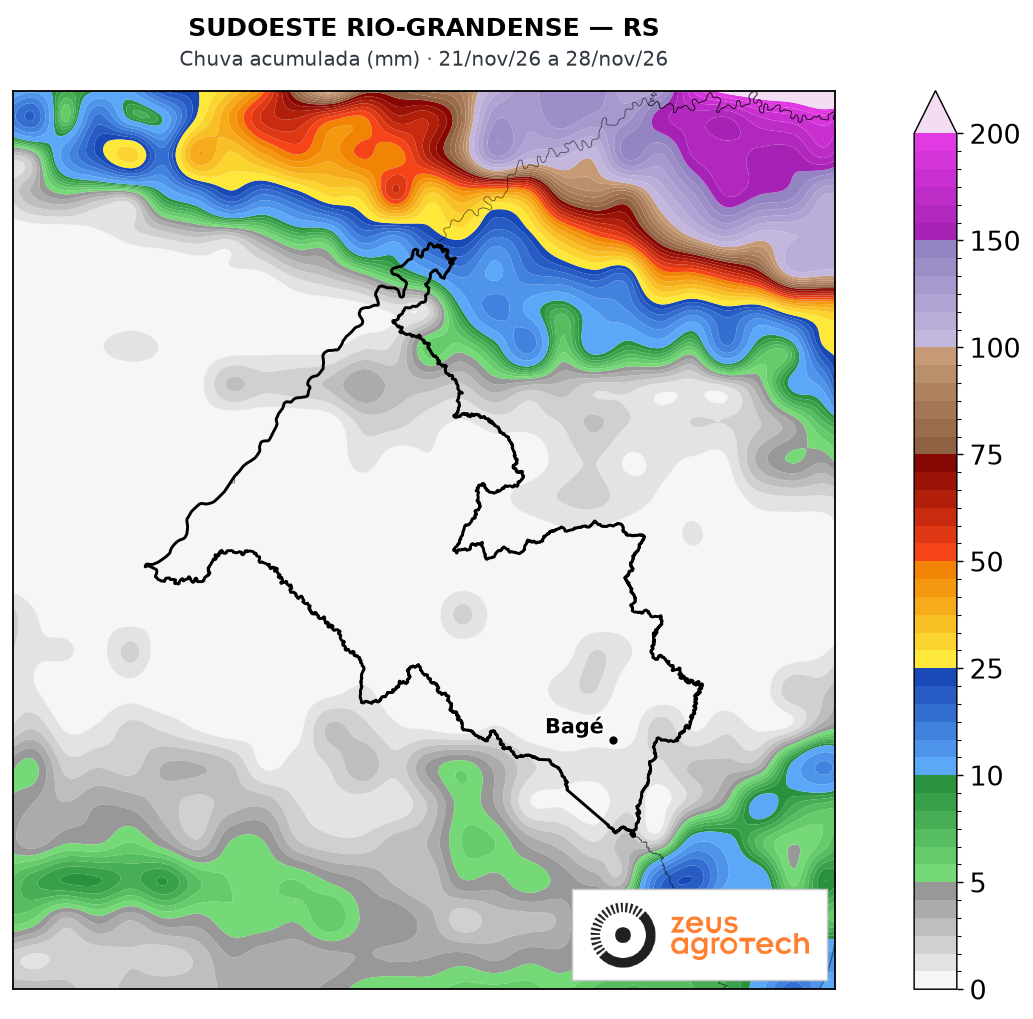 SUDOESTE RIO-GRANDENSE — RS
Chuva acumulada (mm) · 21/nov/26 a 28/nov/26
200
150
100
75
50
25
10
5
0
Bagé
zeus
agrotech